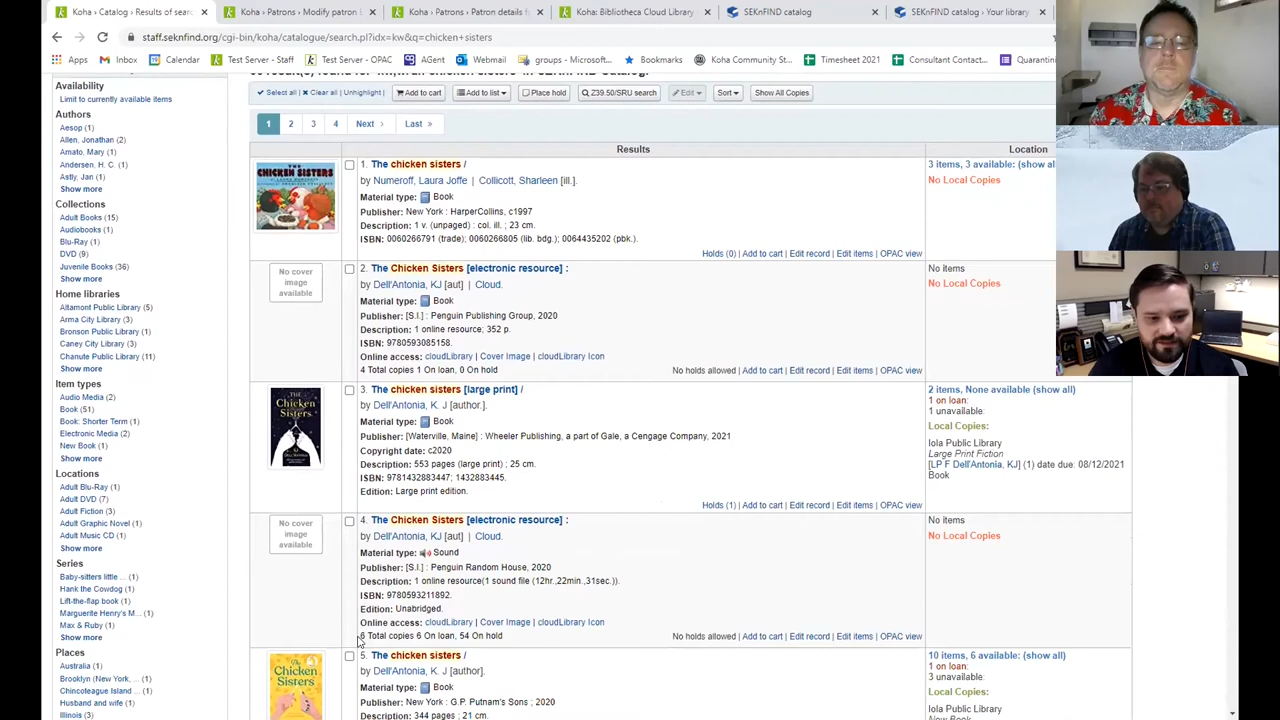 Koha › Catalog › Results of sear
Koha › Patrons › Modify patron E
Koha › Patrons › Patron details f
Koha: Bibliotheca Cloud Library
SEKnFIND catalog
SEKnFIND catalog › Your library
staff.seknfind.org/cgi-bin/koha/catalogue/search.pl?idx=kw&q=chicken+sisters
Apps
Inbox
Calendar
Test Server - Staff
Test Server - OPAC
AGent
Webmail
groups - Microsoft...
Bookmarks
Koha Community St...
Timesheet 2021
Consultant Contact...
Quarantin
Availability
Limit to currently available items
Authors
Aesop (1)
Allen, Jonathan (2)
Amato, Mary (1)
Andersen, H. C. (1)
Astly, Jan (1)
Show more
Collections
Adult Books (15)
Audiobooks (1)
Blu-Ray (1)
DVD (9)
Juvenile Books (36)
Show more
Home libraries
Altamont Public Library (5)
Arma City Library (3)
Bronson Public Library (1)
Caney City Library (3)
Chanute Public Library (11)
Show more
Item types
Audio Media (2)
Book (51)
Book: Shorter Term (1)
Electronic Media (2)
New Book (1)
Show more
Locations
Adult Blu-Ray (1)
Adult DVD (7)
Adult Fiction (3)
Adult Graphic Novel (1)
Adult Music CD (1)
Show more
Series
Baby-sitters little ... (1)
Hank the Cowdog (1)
Lift-the-flap book (1)
Marguerite Henry's M... (1)
Max & Ruby (1)
Show more
Places
Australia (1)
Brooklyn (New York, ... (1)
Chincoteague Island ... (1)
Husband and wife (1)
Illinois (3)
Select all | Clear all | Unhighlight |
Add to cart
Add to list
Place hold
Z39.50/SRU search
Edit
Sort
Show All Copies
1 2 3 4 Next › Last »
Results
Location
THE CHICKEN SISTERS
1. The chicken sisters /
by Numeroff, Laura Joffe | Collicott, Sharleen [ill.].
Material type: Book
Publisher: New York : HarperCollins, c1997
Description: 1 v. (unpaged) : col. ill. ; 23 cm.
ISBN: 0060266791 (trade); 0060266805 (lib. bdg.); 0064435202 (pbk.).
Holds (0) | Add to cart | Edit record | Edit items | OPAC view
3 items, 3 available: (show all
No Local Copies
No cover image available
2. The Chicken Sisters [electronic resource] :
by Dell'Antonia, KJ [aut] | Cloud.
Material type: Book
Publisher: [S.l.] : Penguin Publishing Group, 2020
Description: 1 online resource; 352 p.
ISBN: 9780593085158.
Online access: cloudLibrary | Cover Image | cloudLibrary Icon
4 Total copies 1 On loan, 0 On hold
No holds allowed | Add to cart | Edit record | Edit items | OPAC view
No items
No Local Copies
The Chicken Sisters
3. The chicken sisters [large print] /
by Dell'Antonia, K. J [author.].
Material type: Book
Publisher: [Waterville, Maine] : Wheeler Publishing, a part of Gale, a Cengage Company, 2021
Copyright date: c2020
Description: 553 pages (large print) ; 25 cm.
ISBN: 9781432883447; 1432883445.
Edition: Large print edition.
Holds (1) | Add to cart | Edit record | Edit items | OPAC view
2 items, None available (show all)
1 on loan:
1 unavailable:
Local Copies:
Iola Public Library
Large Print Fiction
[LP F Dell'Antonia, KJ] (1) date due: 08/12/2021
Book
No cover image available
4. The Chicken Sisters [electronic resource] :
by Dell'Antonia, KJ [aut] | Cloud.
Material type: Sound
Publisher: [S.l.] : Penguin Random House, 2020
Description: 1 online resource(1 sound file (12hr.,22min.,31sec.)).
ISBN: 9780593211892.
Edition: Unabridged.
Online access: cloudLibrary | Cover Image | cloudLibrary Icon
6 Total copies 6 On loan, 54 On hold
No holds allowed | Add to cart | Edit record | Edit items | OPAC view
No items
No Local Copies
The Chicken Sisters
5. The chicken sisters /
by Dell'Antonia, K. J [author].
Material type: Book
Publisher: New York : G.P. Putnam's Sons ; 2020
Description: 344 pages ; 21 cm.
10 items, 6 available: (show all)
1 on loan:
3 unavailable:
Local Copies:
Iola Public Library